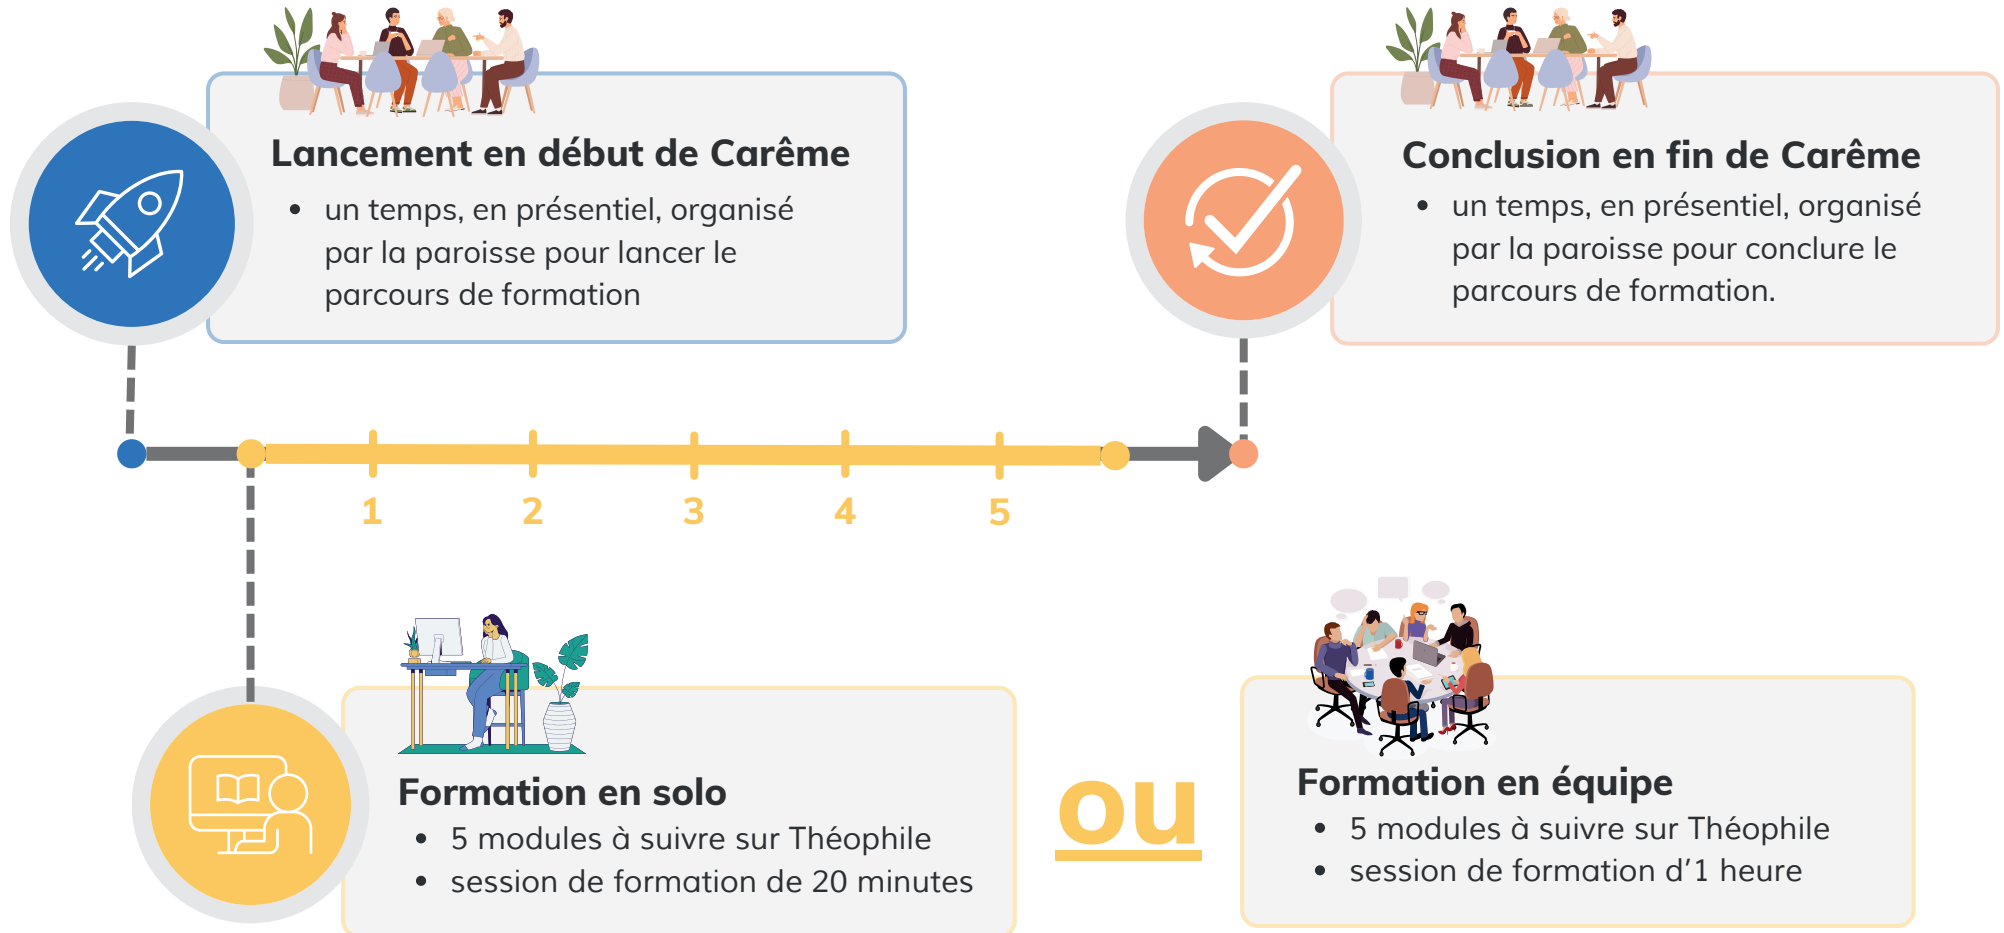 Lancement en début de Carême
• un temps, en présentiel, organisé
par la paroisse pour lancer le
parcours de formation
Conclusion en fin de Carême
• un temps, en présentiel, organisé
par la paroisse pour conclure le
parcours de formation.
1 2 3 4 5
Formation en solo
• 5 modules à suivre sur Théophile
• session de formation de 20 minutes
ou
Formation en équipe
• 5 modules à suivre sur Théophile
• session de formation d’1 heure